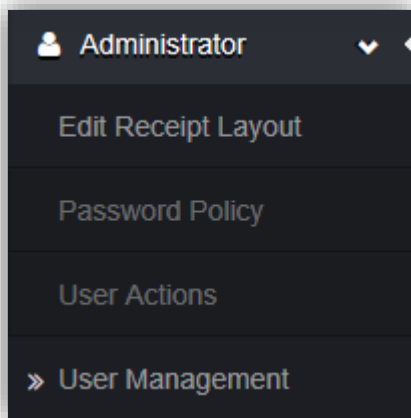 Administrator
Edit Receipt Layout
Password Policy
User Actions
» User Management